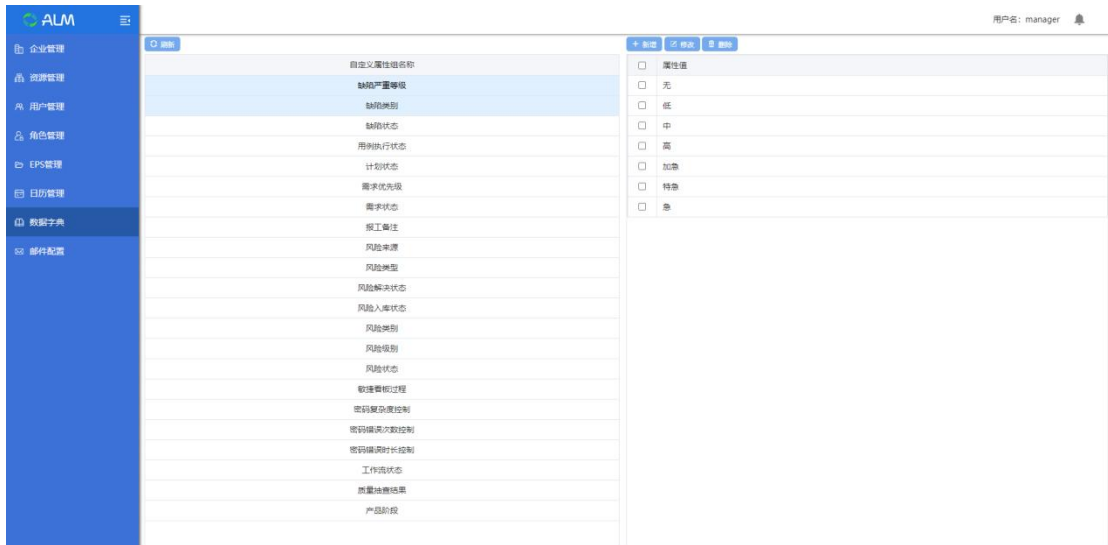 ALM
用户名：manager
企业管理
资源管理
用户管理
角色管理
EPS管理
日历管理
数据字典
邮件配置
刷新
自定义属性组名称
缺陷严重等级
缺陷类别
缺陷状态
用例执行状态
计划状态
需求优先级
需求状态
报工备注
风险来源
风险类型
风险解决状态
风险入库状态
风险类别
风险级别
风险状态
敏捷看板过程
密码复杂度控制
密码错误次数控制
密码错误时长控制
工作流状态
质量抽查结果
产品阶段
+ 新增 修改 删除
属性值
无
低
中
高
加急
特急
急